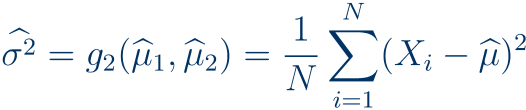 $\widehat{\sigma^2} = g_2(\widehat{\mu}_1, \widehat{\mu}_2) = \frac{1}{N} \sum_{i=1}^{N} (X_i - \widehat{\mu})^2$